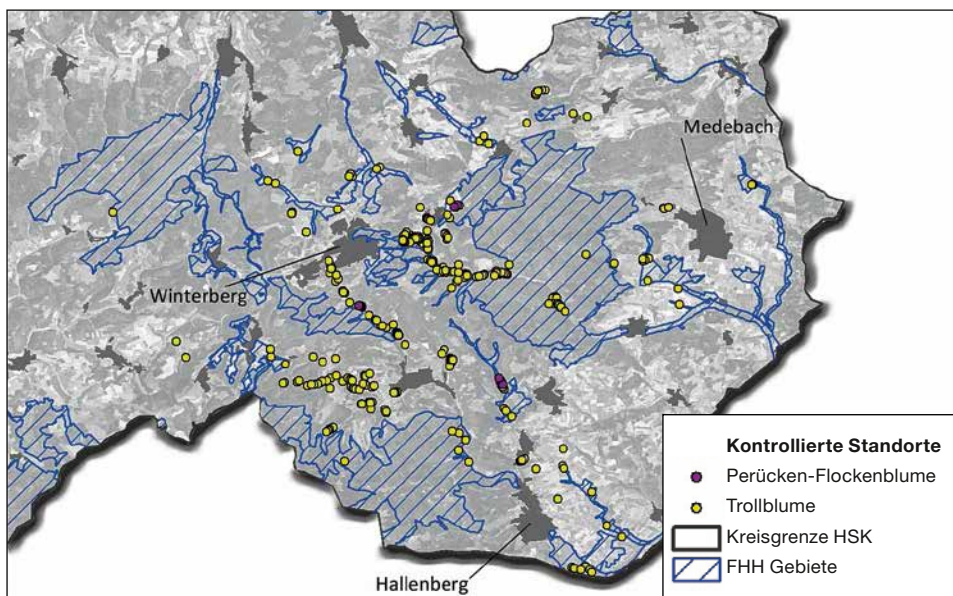 Medebach
Winterberg
Hallenberg
Kontrollierte Standorte
Perücken-Flockenblume
Trollblume
Kreisgrenze HSK
FHH Gebiete